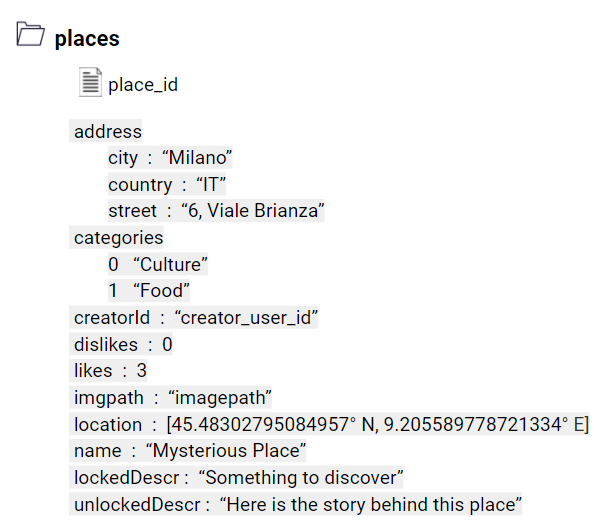 places
place_id
address
city : “Milano”
country : “IT”
street : “6, Viale Brianza”
categories
0 “Culture”
1 “Food”
creatorId : “creator_user_id”
dislikes : 0
likes : 3
imgpath : “imagepath”
location : [45.48302795084957° N, 9.205589778721334° E]
name : “Mysterious Place”
lockedDescr : “Something to discover”
unlockedDescr : “Here is the story behind this place”